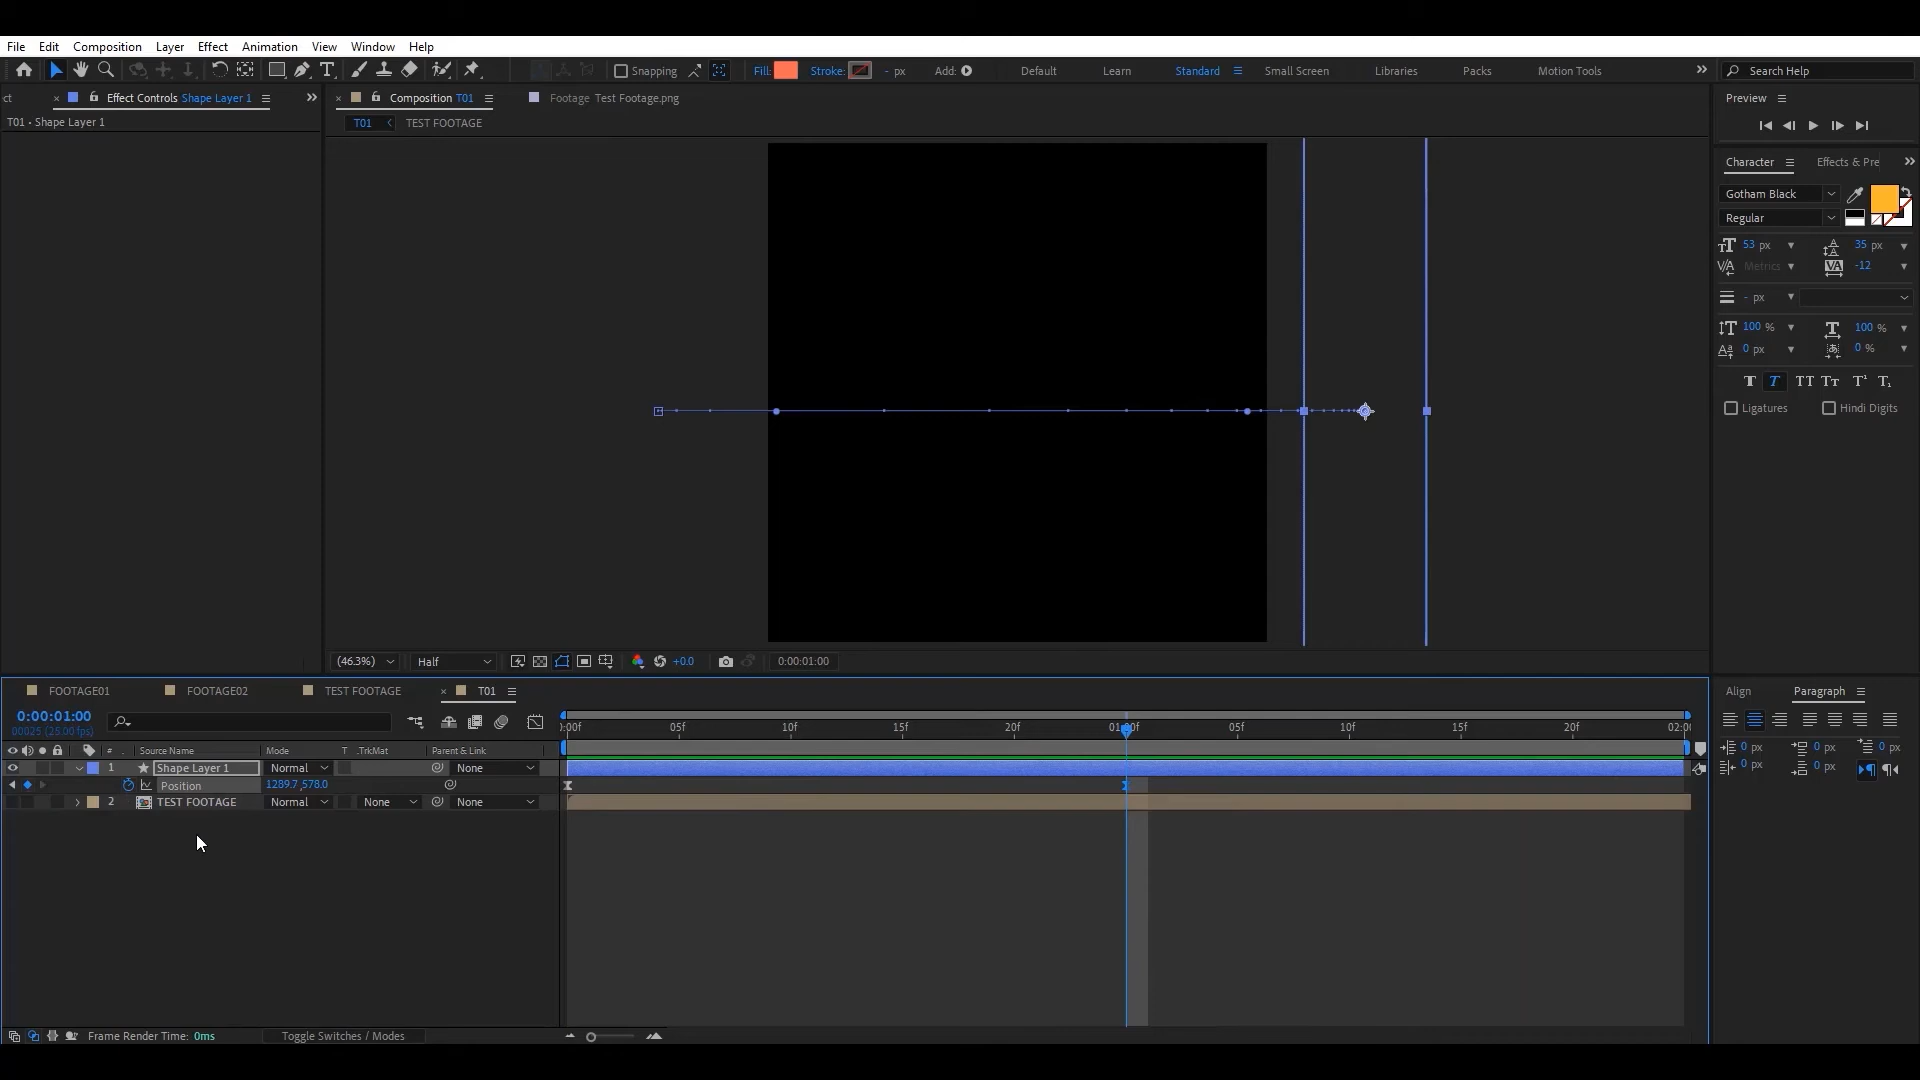 File Edit Composition Layer Effect Animation View Window Help
Snapping Fill: Stroke: - px Add: Default Learn Standard Small Screen Libraries Packs Motion Tools Search Help
ct Effect Controls Shape Layer 1 Composition T01 Footage Test Footage.png Preview
T01 • Shape Layer 1 T01 TEST FOOTAGE
Character Effects & Pre
Gotham Black
Regular
53 px 35 px
Metrics -12
- px
100 % 100 %
0 px 0 %
T T TT Tт T¹ T₁
Ligatures Hindi Digits
(46.3%) Half +0.0 0:00:01:00
FOOTAGE01 FOOTAGE02 TEST FOOTAGE T01 Align Paragraph
0:00:01:00
00025 (25.00 fps)
):00f 05f 10f 15f 20f 01:00f 05f 10f 15f 20f 02:00
# . Source Name Mode T .TrkMat Parent & Link
0 px 0 px 0 px
0 px 0 px
1 Shape Layer 1 Normal None
Position 1289.7,578.0
2 TEST FOOTAGE Normal None None
Frame Render Time: 0ms Toggle Switches / Modes